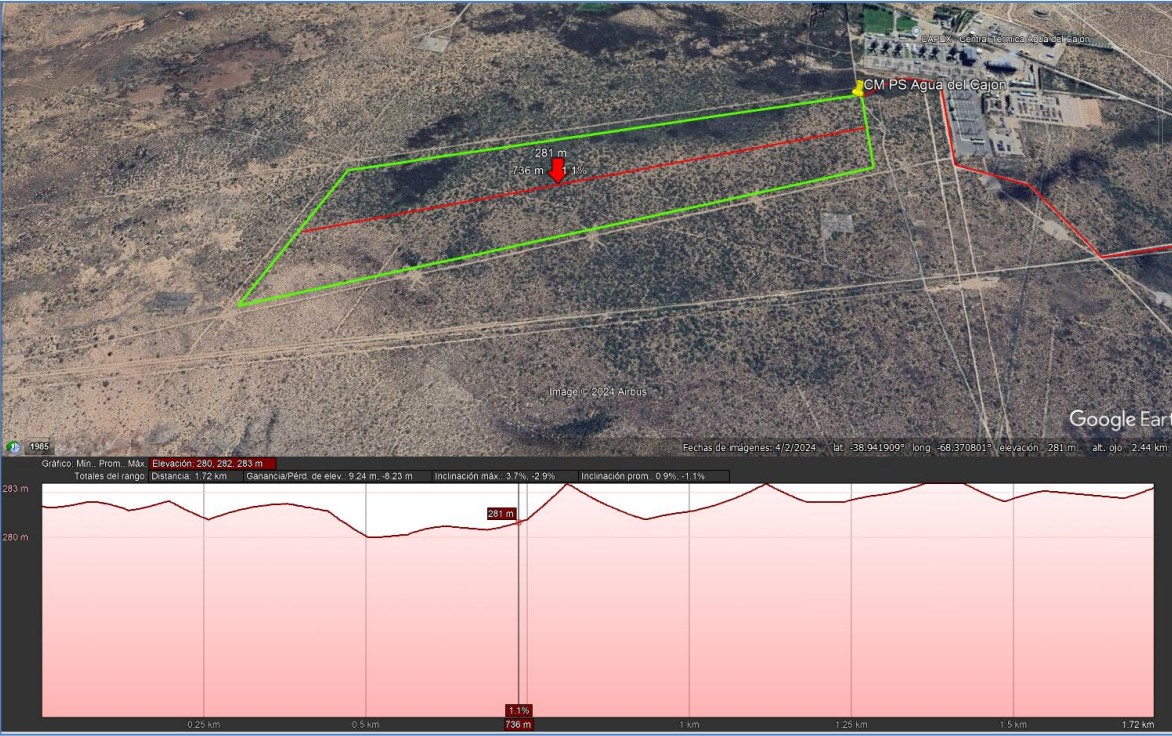 CAPEX - Central Térmica Agua del Cajón
CM PS Agua del Cajon
281 m
736 m 1.1%
Image © 2024 Airbus
Google Eart
1985
Fechas de imágenes: 4/2/2024 lat -38.941909° long -68.370801° elevación 281 m alt. ojo 2.44 km
Gráfico: Mín., Prom., Máx. Elevación: 280, 282, 283 m
Totales del rango: Distancia: 1.72 km Ganancia/Pérd. de elev.: 9.24 m, -8.23 m Inclinación máx.: 3.7%, -2.9% Inclinación prom.: 0.9%, -1.1%
283 m
281 m
280 m
1.1%
0.25 km 0.5 km 736 m 1 km 1.25 km 1.5 km 1.72 km